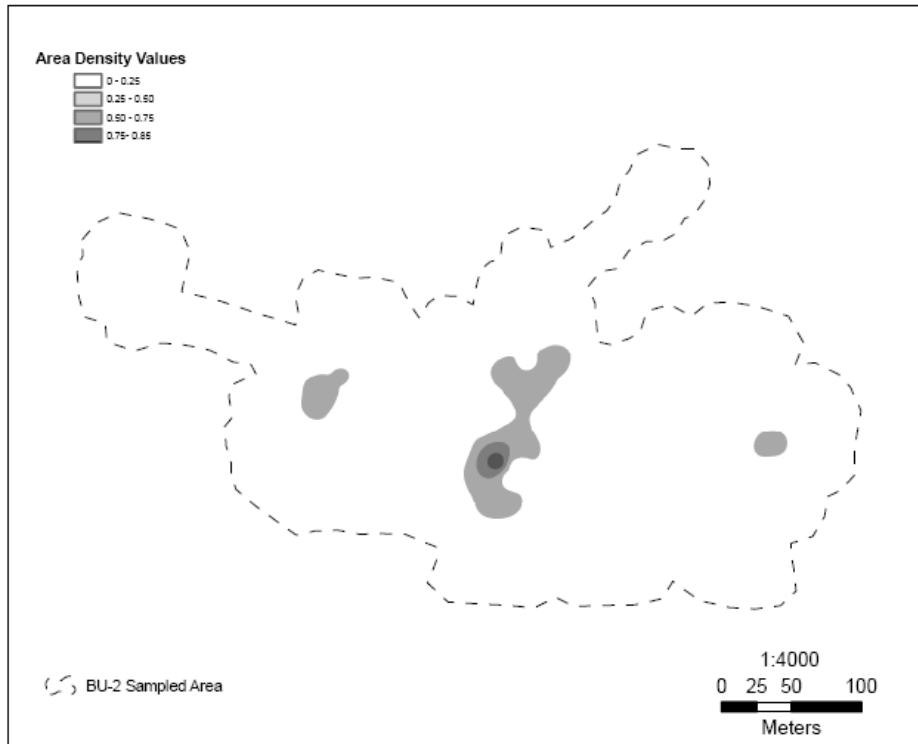 Area Density Values
0 - 0.25
0.25 - 0.50
0.50 - 0.75
0.75- 0.85
BU-2 Sampled Area
1:4000
0 25 50 100
Meters